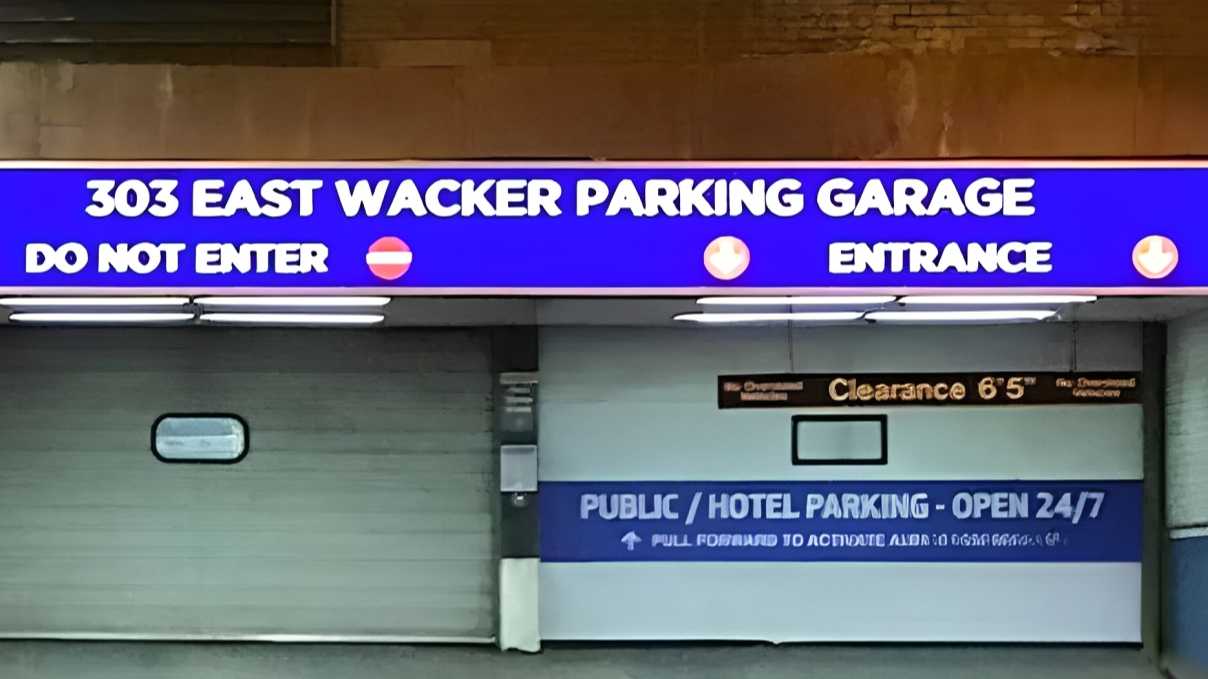 303 EAST WACKER PARKING GARAGE
DO NOT ENTER
ENTRANCE
Clearance 6'5"
PUBLIC / HOTEL PARKING - OPEN 24/7
PULL FORWARD TO ACTIVATE